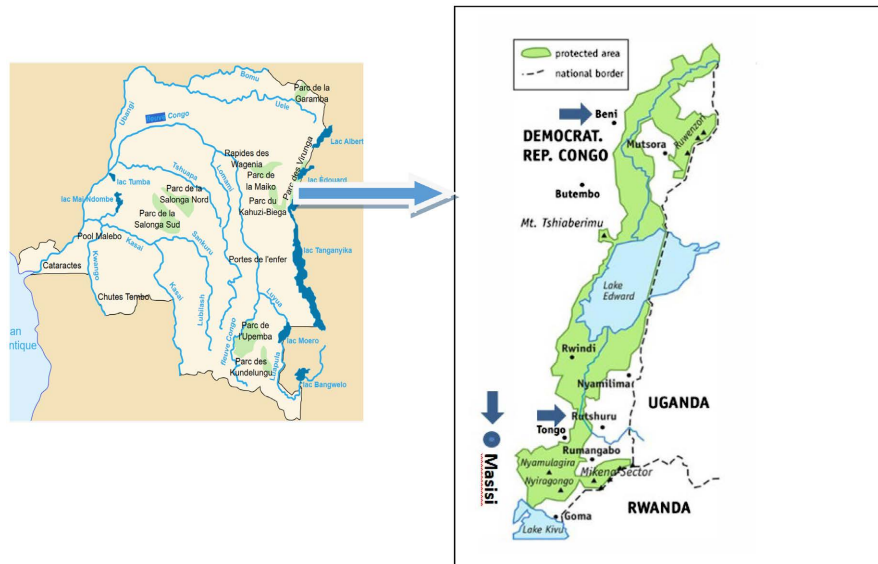 Bomu
Uele
Parc de la
Garamba
Ubangi
fleuve Congo
Lac Albert
Rapides des
Wagenia
Parc des Virunga
lac Edouard
Lomami
Tshuapa
Parc de
la Maiko
lac Tumba
Parc de la
Salonga Nord
lac Mai-Ndombe
Parc du
Kahuzi-Biega
Parc de la
Salonga Sud
Pool Malebo
Kasai
Sankuru
lac Tanganyika
Cataractes
Kwango
Portes de l'enfer
Chutes Tembo
Kasai
Lubilash
Luvua
an
ntique
fleuve Congo
Parc de
l'Upemba
lac Moero
Parc des
Kundelungu
Luapula
lac Bangwelo
protected area
national border
Beni
DEMOCRAT.
REP. CONGO
Mutsora
Ruwenzori
Butembo
Mt. Tshiaberimu
Lake
Edward
Rwindi
Nyamilima
UGANDA
Rutshuru
Tongo
Masisi
Rumangabo
Nyamulagira
Mikeno Sector
Nyiragongo
RWANDA
Goma
Lake Kivu